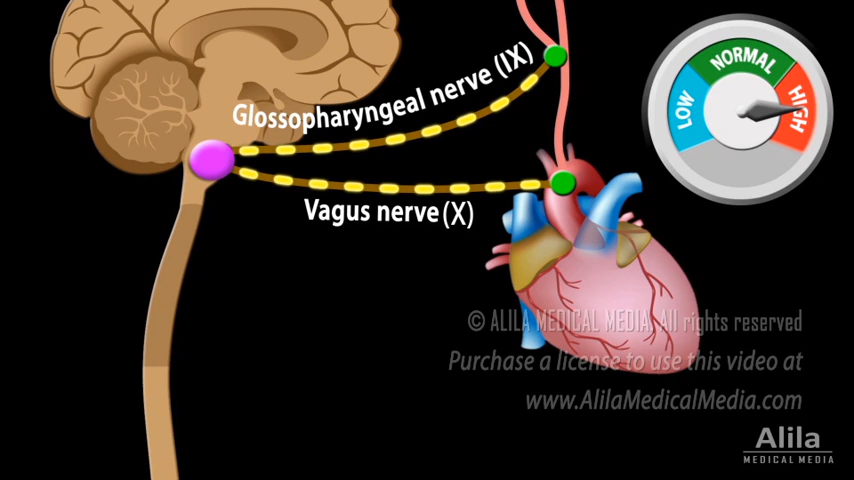 Glossopharyngeal nerve (IX)
Vagus nerve (X)
LOW
NORMAL
HIGH
© ALILA MEDICAL MEDIA, All rights reserved
Purchase a license to use this video at
www.AlilaMedicalMedia.com
Alila
MEDICAL MEDIA